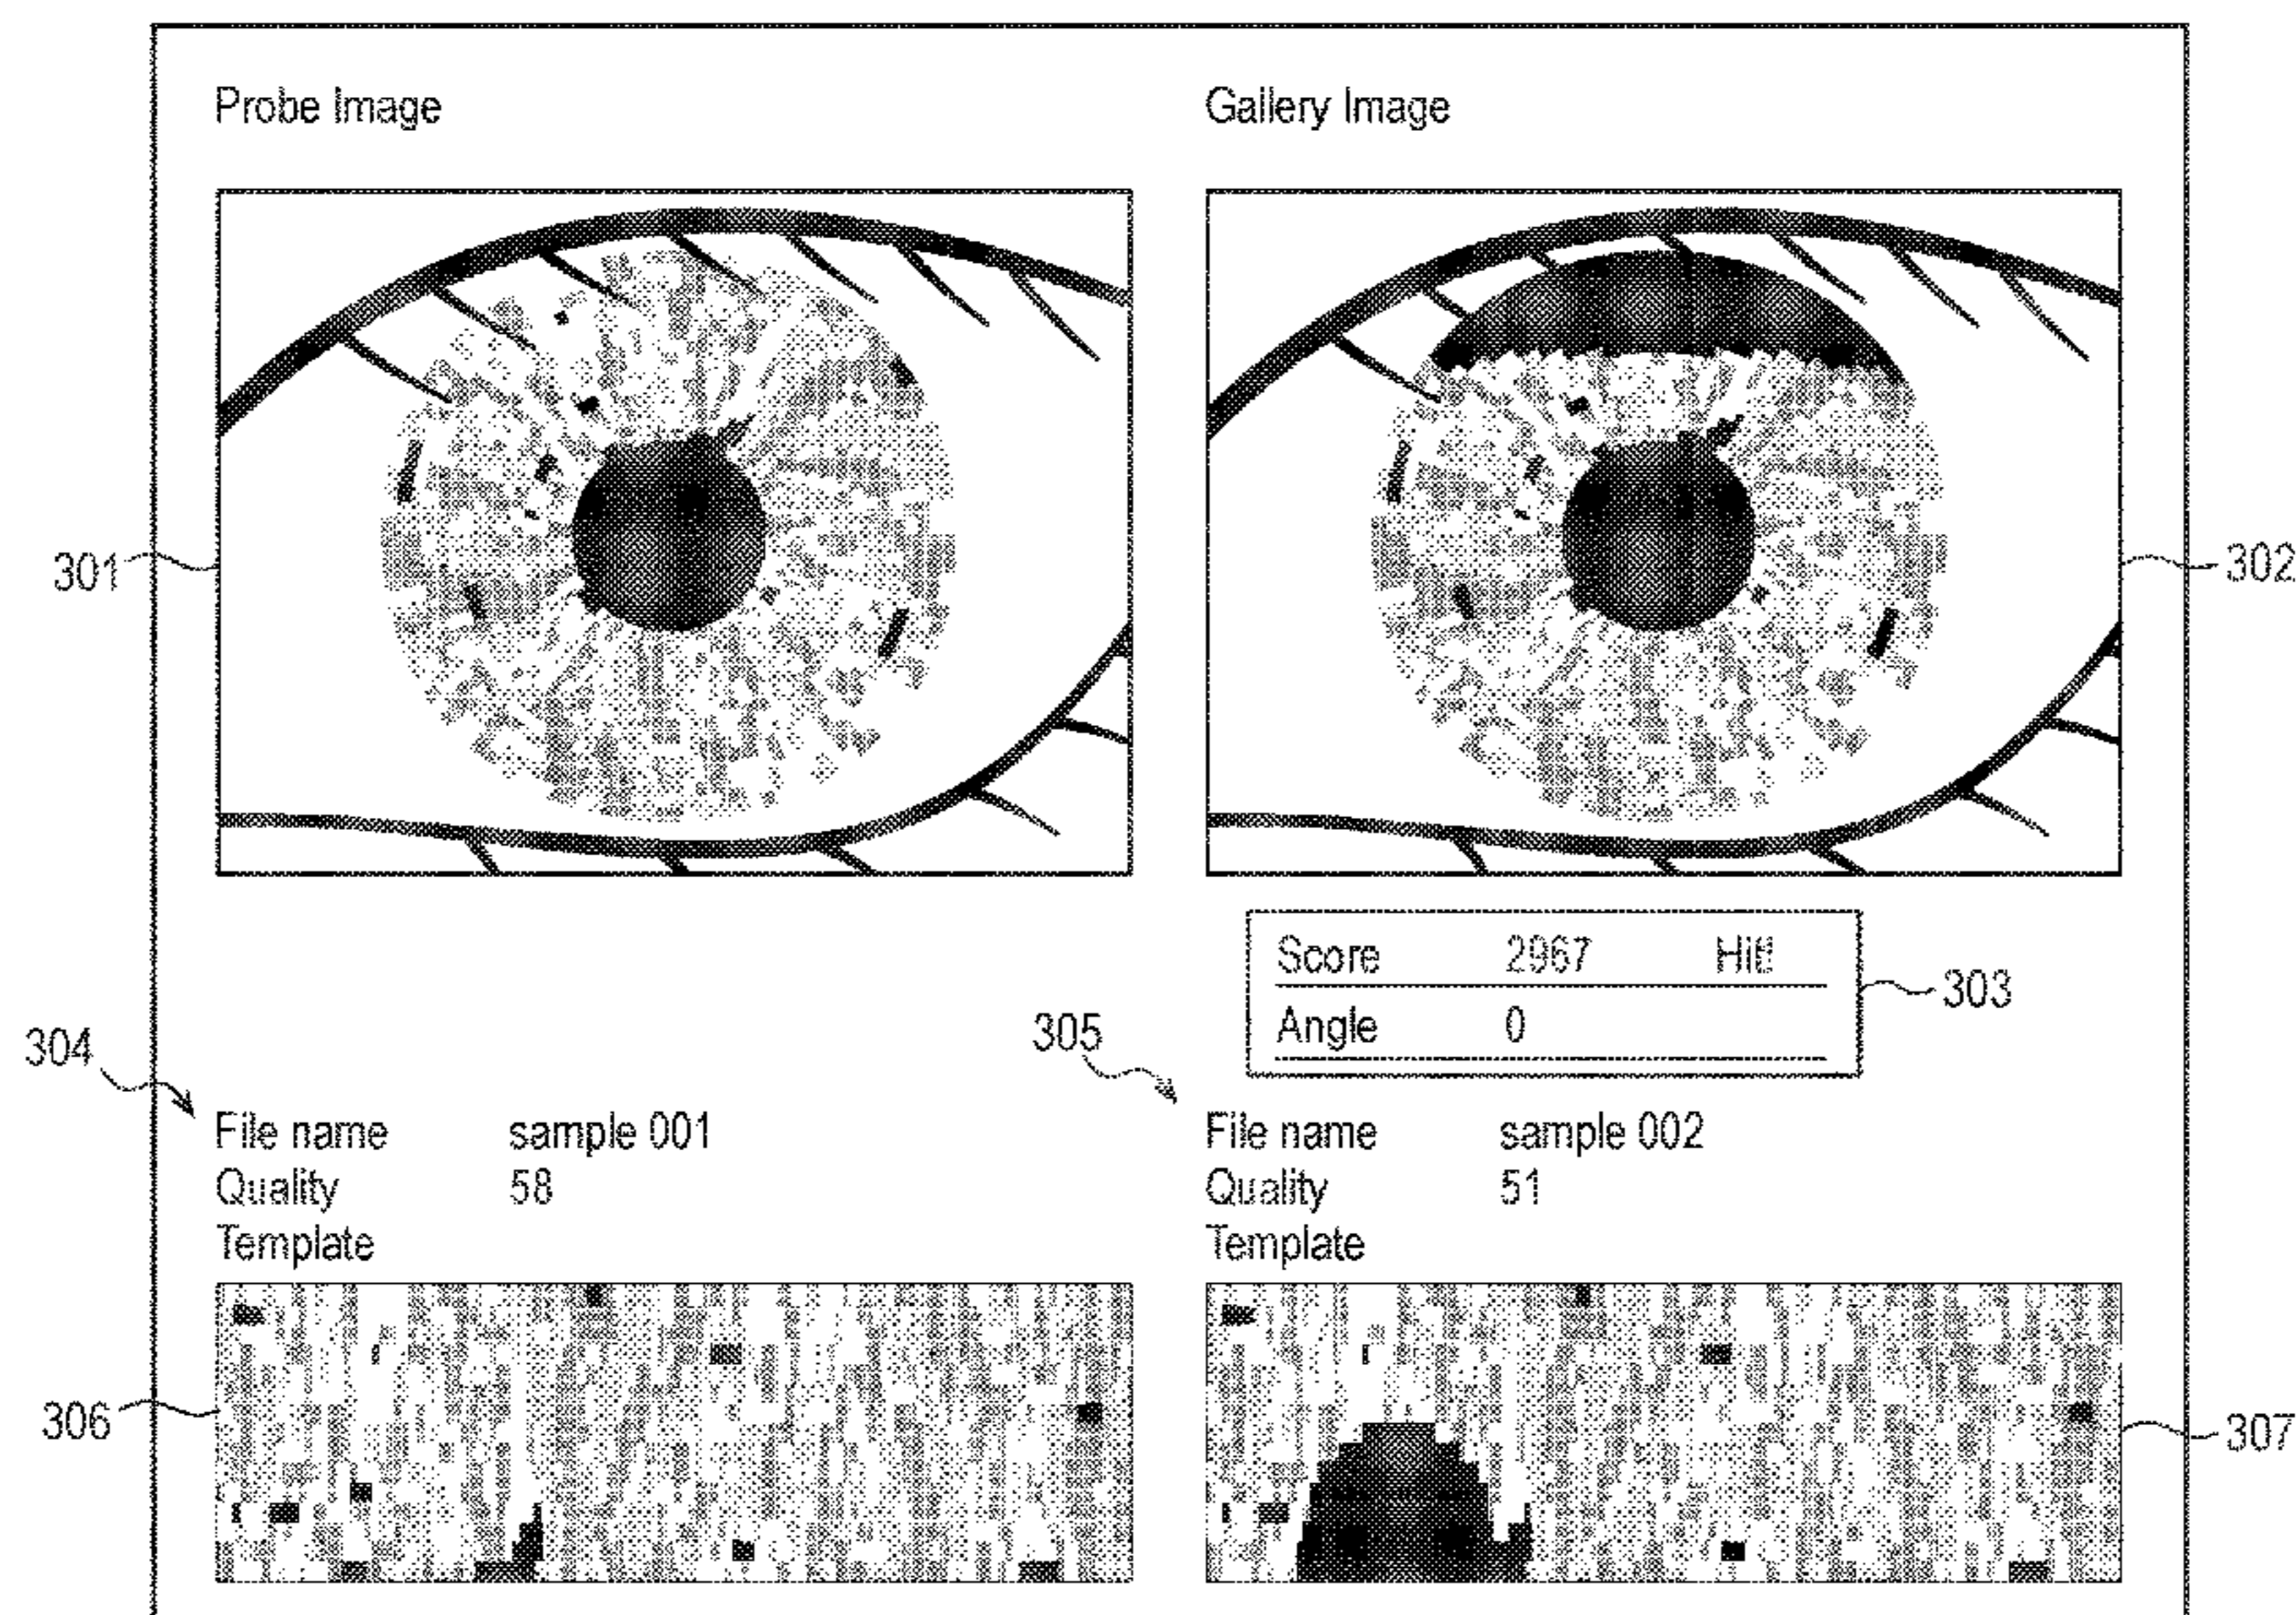 Probe Image
Gallery Image
301
302
Score 2967 Hit!
Angle 0
303
304
305
File name sample 001
Quality 58
Template
File name sample 002
Quality 51
Template
306
307